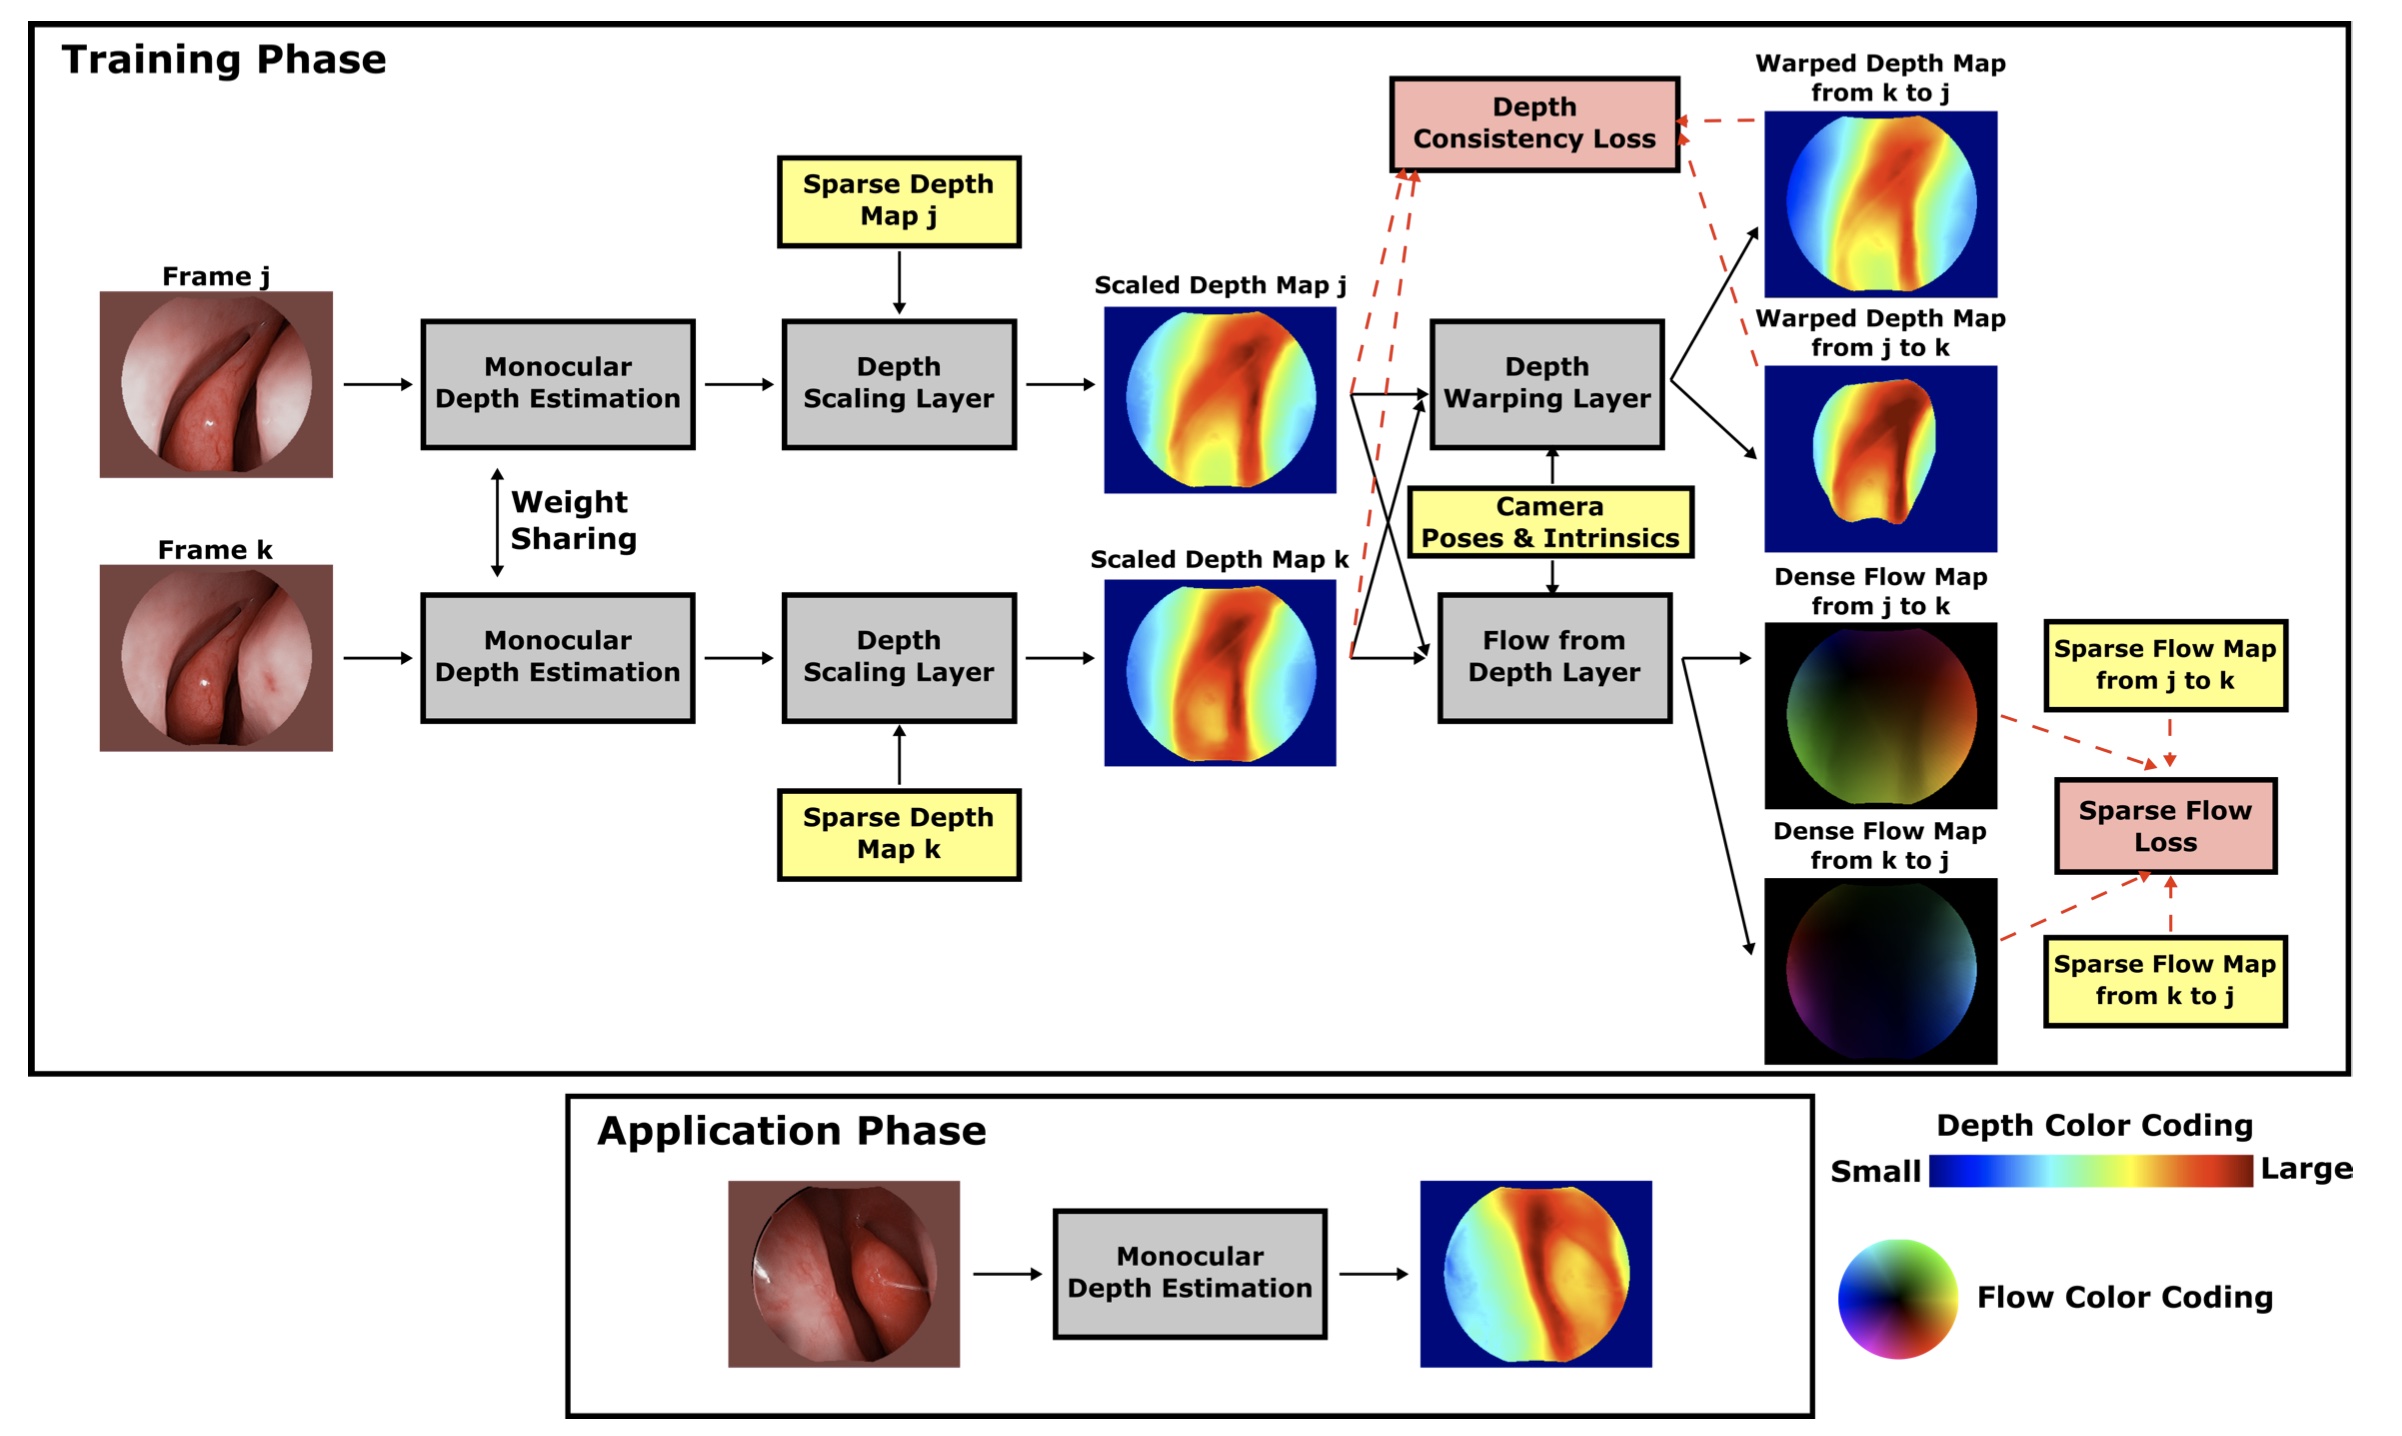 Training Phase
Warped Depth Map
from k to j
Depth
Consistency Loss
Sparse Depth
Map j
Frame j
Scaled Depth Map j
Warped Depth Map
from j to k
Monocular
Depth Estimation
Depth
Scaling Layer
Depth
Warping Layer
Weight
Sharing
Camera
Poses & Intrinsics
Frame k
Scaled Depth Map k
Dense Flow Map
from j to k
Monocular
Depth Estimation
Depth
Scaling Layer
Flow from
Depth Layer
Sparse Flow Map
from j to k
Sparse Depth
Map k
Sparse Flow
Loss
Dense Flow Map
from k to j
Sparse Flow Map
from k to j
Application Phase
Monocular
Depth Estimation
Depth Color Coding
Small
Large
Flow Color Coding